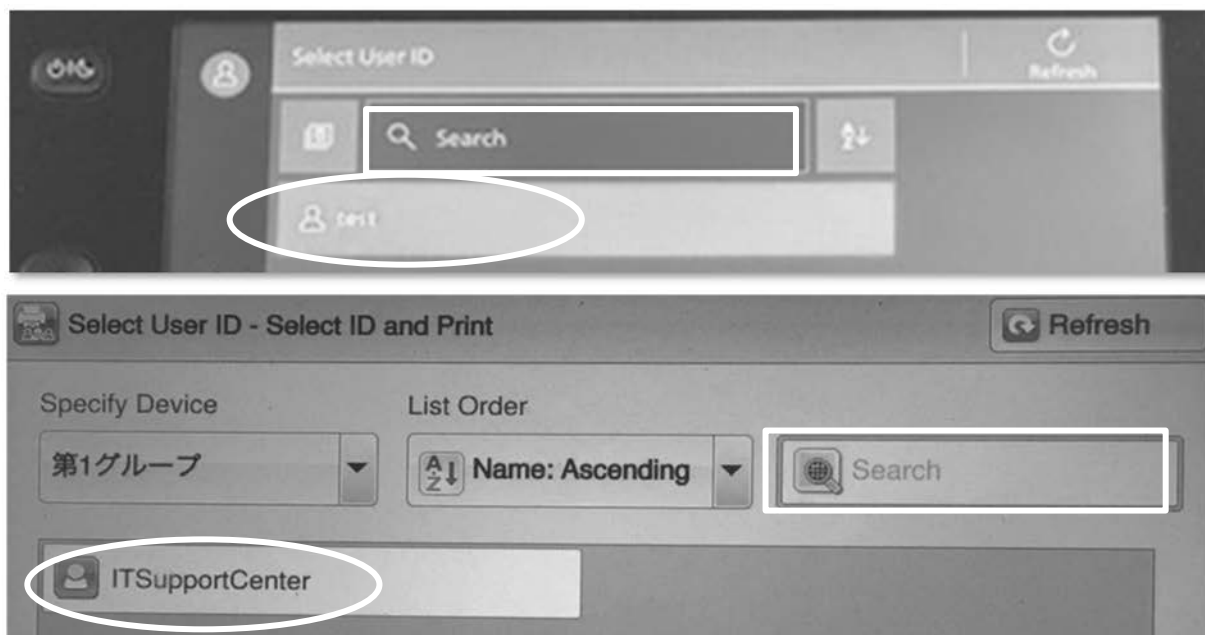 Select User ID
Refresh
Search
test
Select User ID - Select ID and Print
Refresh
Specify Device
List Order
第1グループ
Name: Ascending
Search
ITSupportCenter